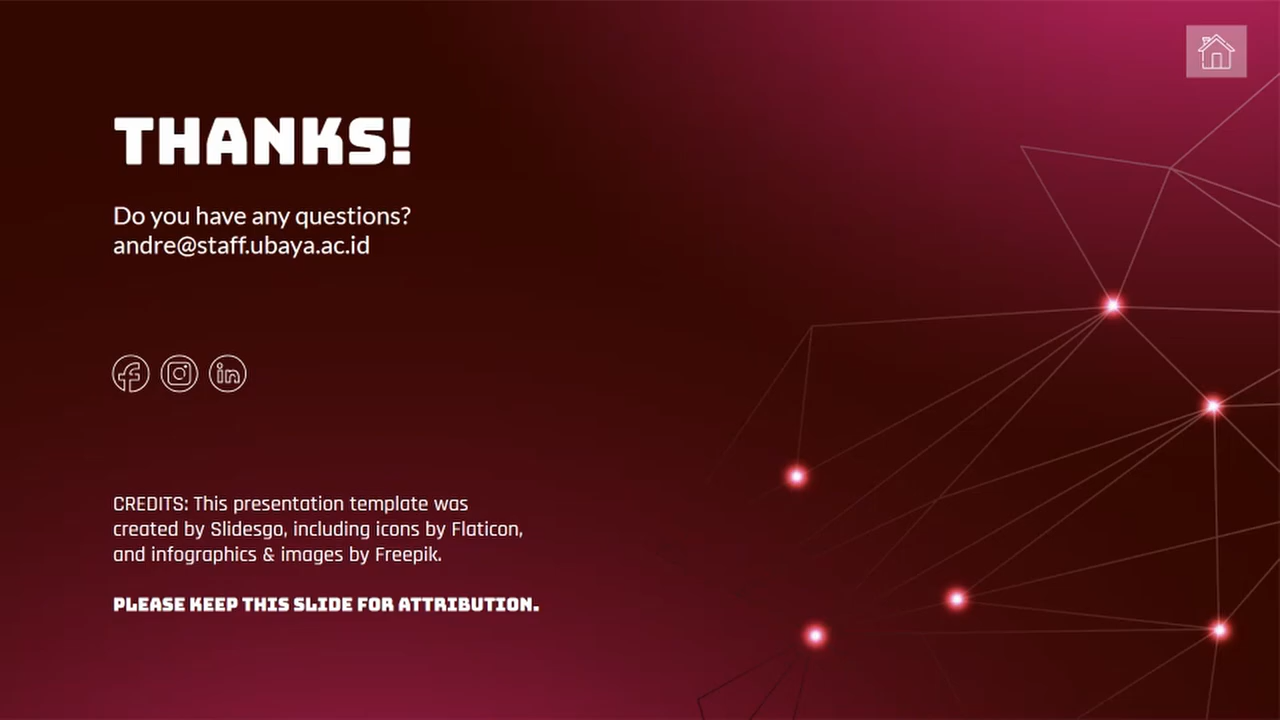 THANKS!
Do you have any questions?
andre@staff.ubaya.ac.id
CREDITS: This presentation template was
created by Slidesgo, including icons by Flaticon,
and infographics & images by Freepik.
PLEASE KEEP THIS SLIDE FOR ATTRIBUTION.